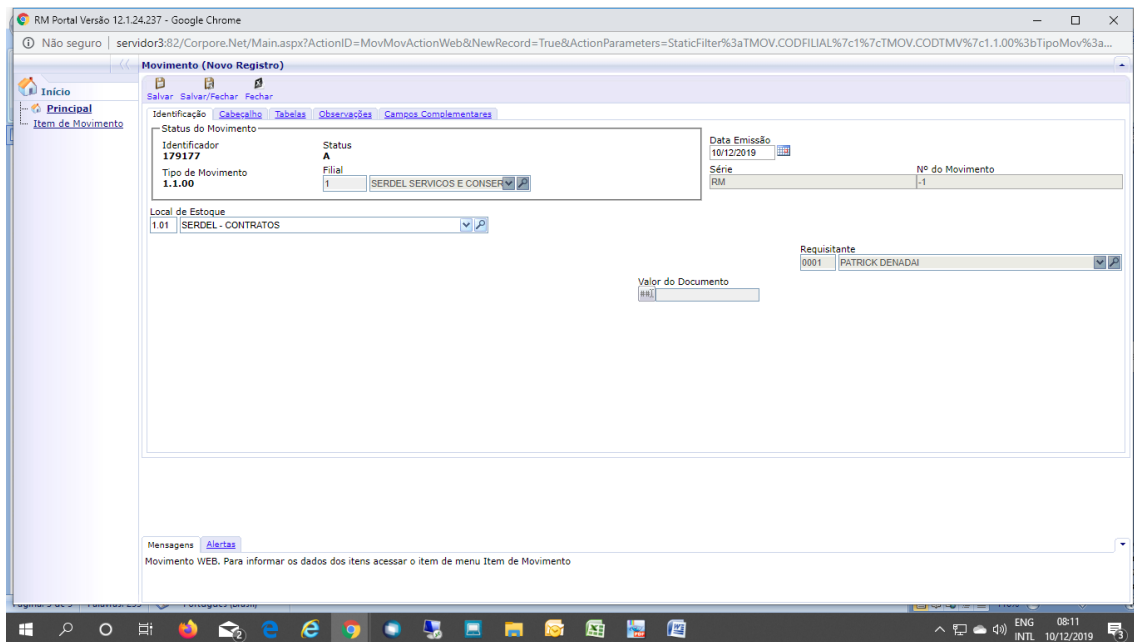 RM Portal Versão 12.1.24.237 - Google Chrome
Não seguro | servidor3:82/Corpore.Net/Main.aspx?ActionID=MovMovActionWeb&NewRecord=True&ActionParameters=StaticFilter%3aTMOV.CODFILIAL%7c1%7cTMOV.CODTMV%7c1.1.00%3bTipoMov%3a...
Movimento (Novo Registro)
Início
Principal
Item de Movimento
Salvar Salvar/Fechar Fechar
Identificação Cabeçalho Tabelas Observações Campos Complementares
Status do Movimento
Identificador Status
179177 A
Tipo de Movimento Filial
1.1.00 1 SERDEL SERVICOS E CONSER
Data Emissão
10/12/2019
Série Nº do Movimento
RM -1
Local de Estoque
1.01 SERDEL - CONTRATOS
Requisitante
0001 PATRICK DENADAI
Valor do Documento
Mensagens Alertas
Movimento WEB. Para informar os dados dos itens acessar o item de menu Item de Movimento
ENG 08:11
INTL 10/12/2019